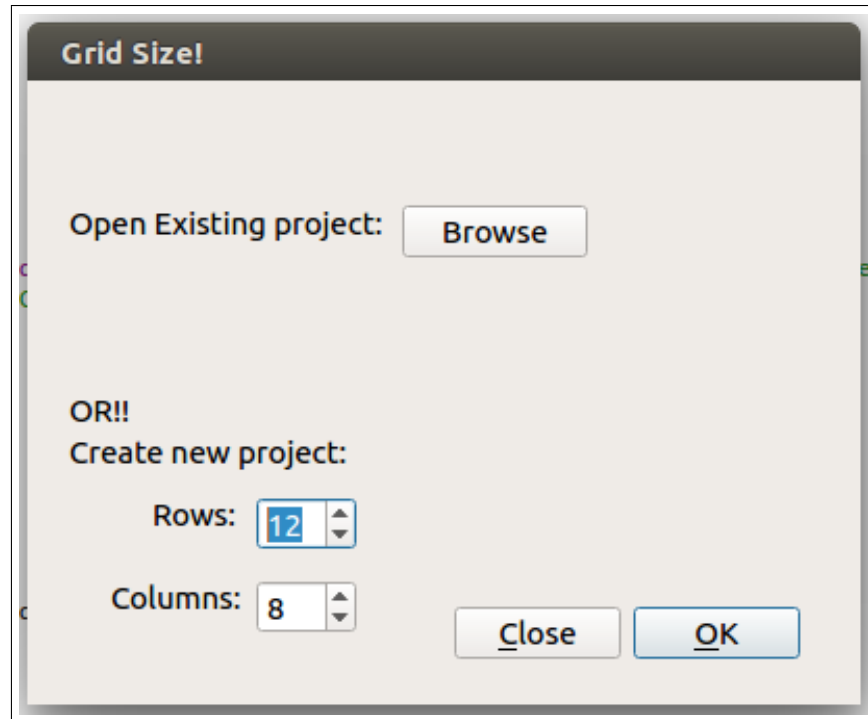 Grid Size!
Open Existing project: Browse
OR!!
Create new project:
Rows: 12
Columns: 8
Close OK